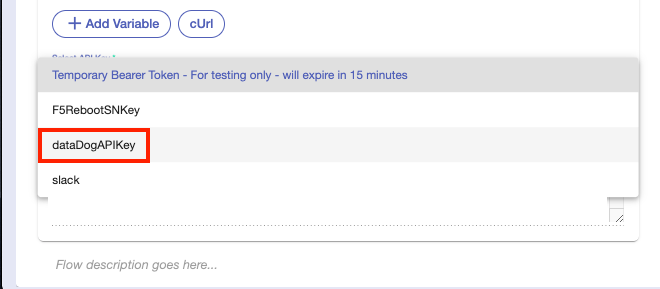 + Add Variable
cUrl
Select API Key *
Temporary Bearer Token - For testing only - will expire in 15 minutes
F5RebootSNKey
dataDogAPIKey
slack
Flow description goes here...